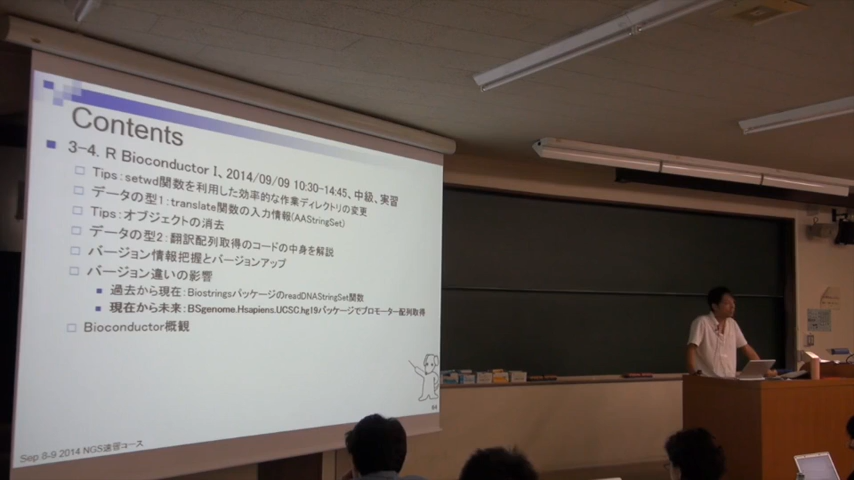 Contents
3-4. R Bioconductor I、2014/09/09 10:30-14:45、中級、実習
Tips：setwd関数を利用した効率的な作業ディレクトリの変更
データの型1：translate関数の入力情報(AAStringSet)
Tips：オブジェクトの消去
データの型2：翻訳配列取得のコードの中身を解説
バージョン情報把握とバージョンアップ
バージョン違いの影響
過去から現在：BiostringsパッケージのreadDNAStringSet関数
現在から未来：BSgenome.Hsapiens.UCSC.hg19パッケージでプロモーター配列取得
Bioconductor概観
Sep 8-9 2014 NGS速習コース